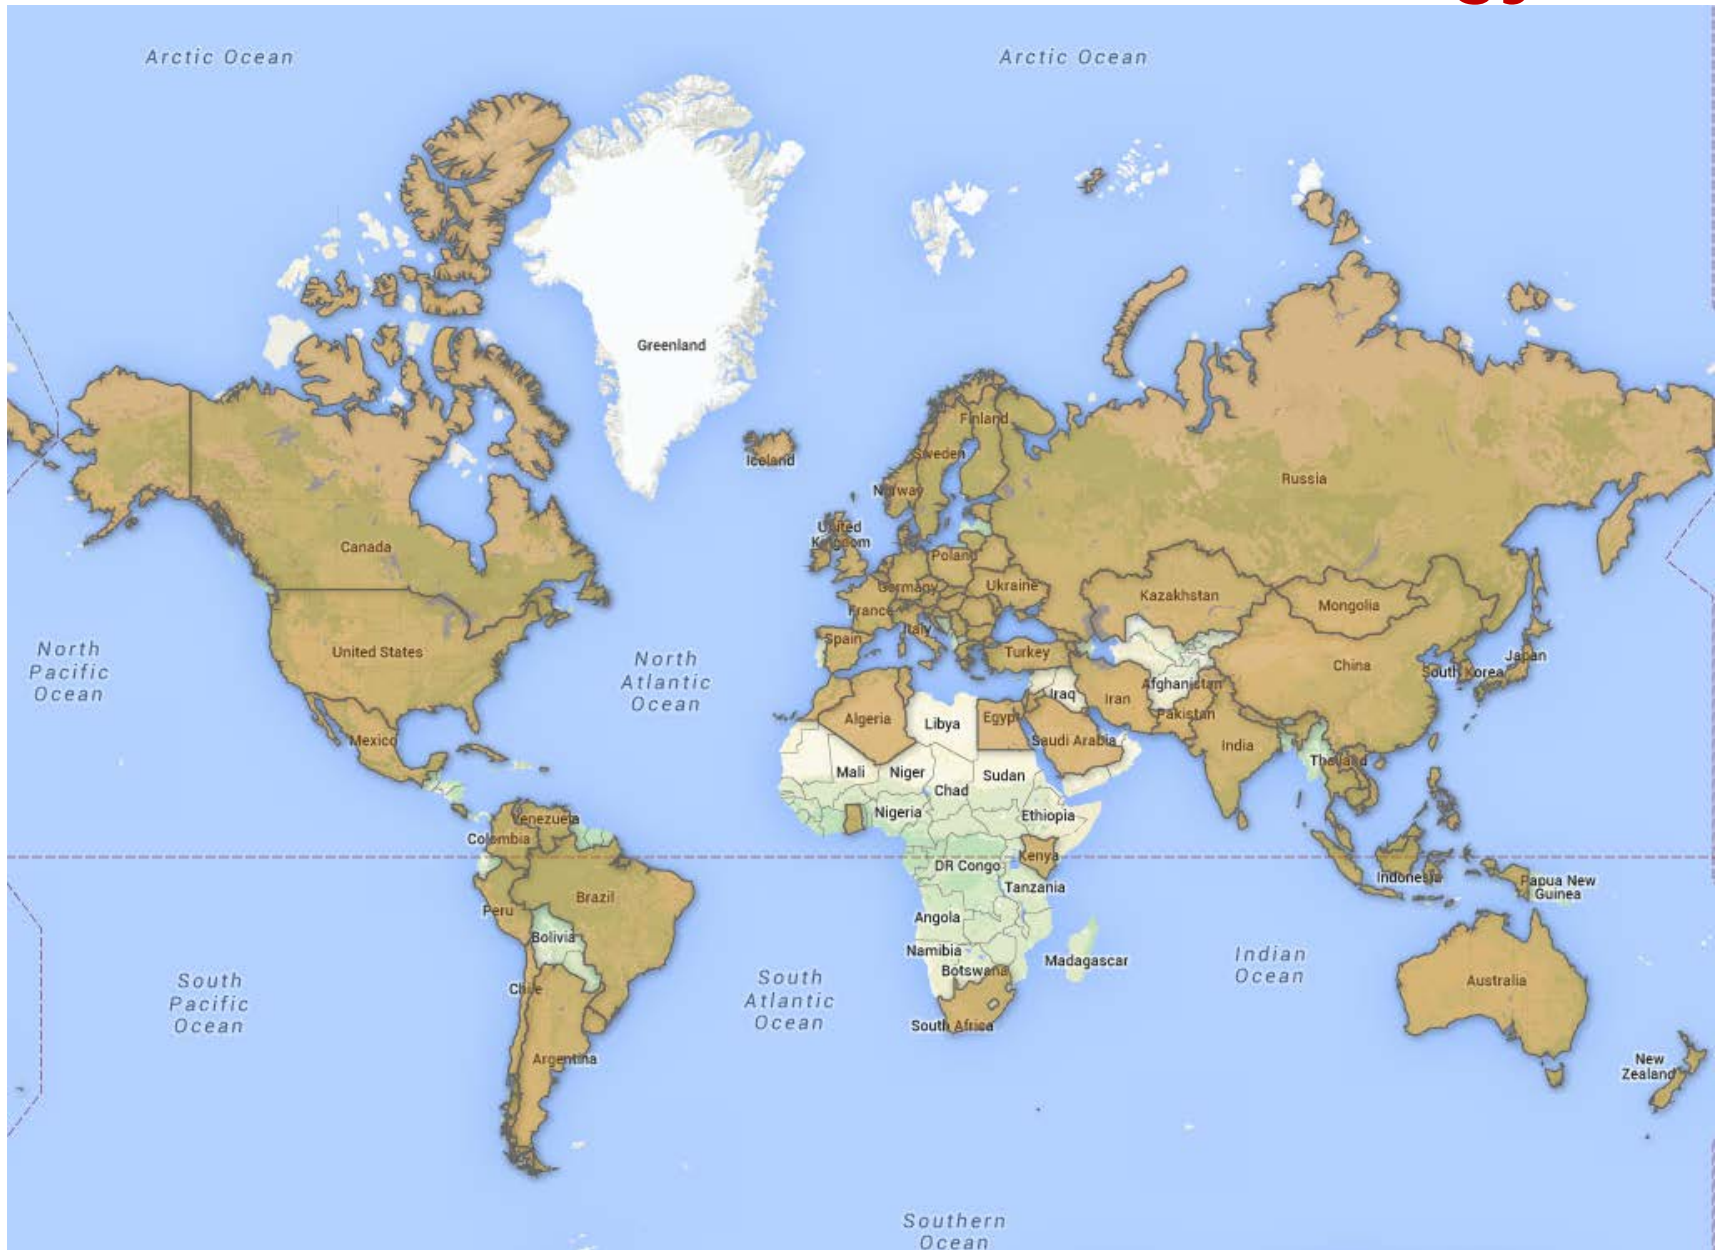 gy
Arctic Ocean
Arctic Ocean
Greenland
Finland
Iceland
Sweden
Russia
Norway
United
Kingdom
Canada
Poland
Germany
Ukraine
Kazakhstan
Mongolia
France
Italy
Spain
United States
Turkey
China
South Korea
Japan
North
Pacific
Ocean
North
Atlantic
Ocean
Afghanistan
Iraq
Iran
Pakistan
Algeria
Libya
Egypt
Saudi Arabia
India
Mexico
Thailand
Mali
Niger
Sudan
Chad
Nigeria
Ethiopia
Venezuela
Colombia
Kenya
DR Congo
Indonesia
Papua New
Guinea
Tanzania
Brazil
Peru
Angola
Bolivia
Namibia
Madagascar
Botswana
Indian
Ocean
South
Pacific
Ocean
South
Atlantic
Ocean
Australia
Chile
South Africa
Argentina
New
Zealand
Southern
Ocean